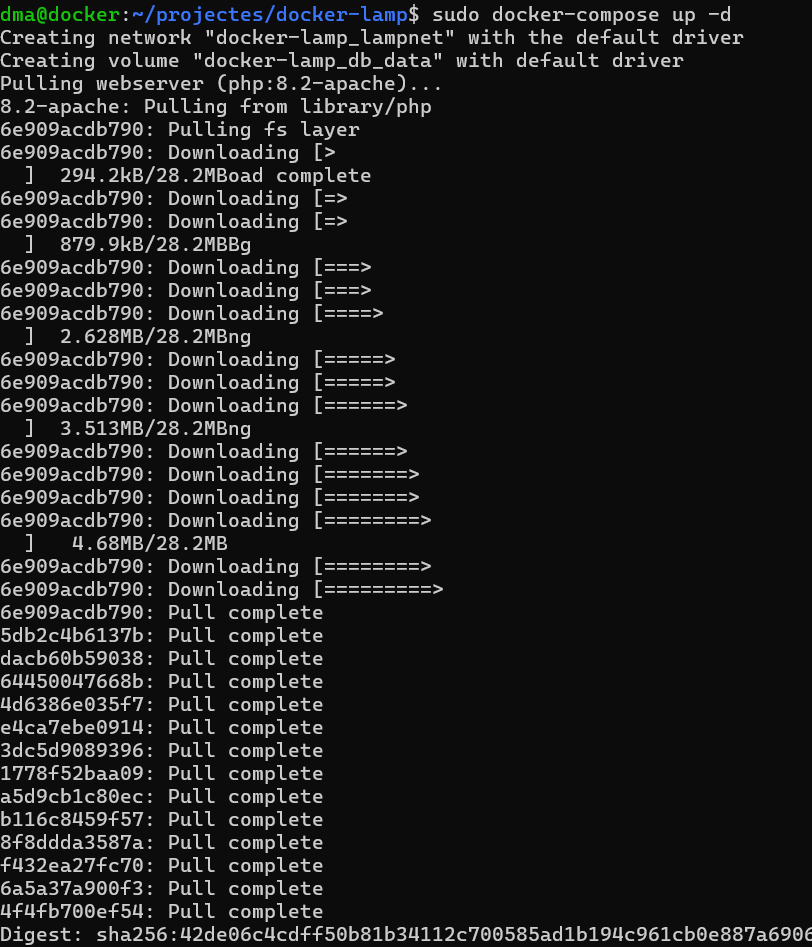 dma@docker:~/projectes/docker-lamp$ sudo docker-compose up -d
Creating network "docker-lamp_lampnet" with the default driver
Creating volume "docker-lamp_db_data" with default driver
Pulling webserver (php:8.2-apache)...
8.2-apache: Pulling from library/php
6e909acdb790: Pulling fs layer
6e909acdb790: Downloading [>
  ]  294.2kB/28.2MBoad complete
6e909acdb790: Downloading [=>
6e909acdb790: Downloading [=>
  ]  879.9kB/28.2MBBg
6e909acdb790: Downloading [===>
6e909acdb790: Downloading [===>
6e909acdb790: Downloading [====>
  ]  2.628MB/28.2MBng
6e909acdb790: Downloading [=====>
6e909acdb790: Downloading [=====>
6e909acdb790: Downloading [======>
  ]  3.513MB/28.2MBng
6e909acdb790: Downloading [======>
6e909acdb790: Downloading [=======>
6e909acdb790: Downloading [=======>
6e909acdb790: Downloading [========>
  ]   4.68MB/28.2MB
6e909acdb790: Downloading [========>
6e909acdb790: Downloading [=========>
6e909acdb790: Pull complete
5db2c4b6137b: Pull complete
dacb60b59038: Pull complete
64450047668b: Pull complete
4d6386e035f7: Pull complete
e4ca7ebe0914: Pull complete
3dc5d9089396: Pull complete
1778f52baa09: Pull complete
a5d9cb1c80ec: Pull complete
b116c8459f57: Pull complete
8f8ddda3587a: Pull complete
f432ea27fc70: Pull complete
6a5a37a900f3: Pull complete
4f4fb700ef54: Pull complete
Digest: sha256:42de06c4cdff50b81b34112c700585ad1b194c961cb0e887a6906